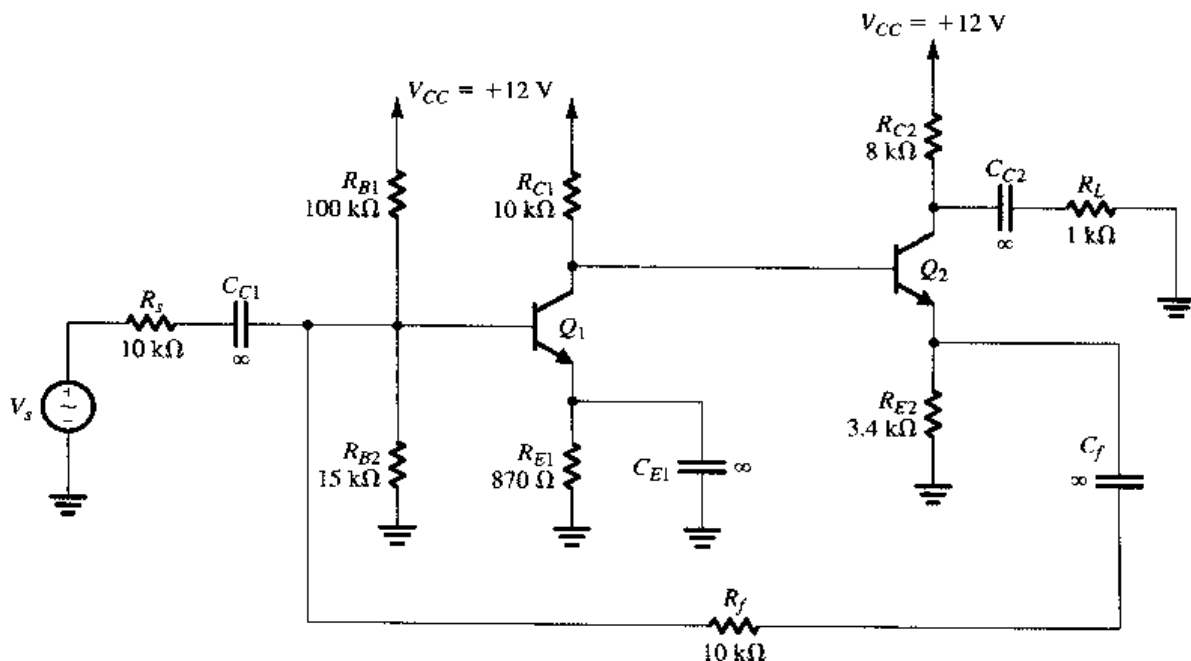 V_CC = +12 V
V_CC = +12 V
R_C2
8 kΩ
R_B1
100 kΩ
R_C1
10 kΩ
C_C2
∞
R_L
1 kΩ
Q_2
C_C1
∞
R_s
10 kΩ
Q_1
V_s
+
~
-
R_B2
15 kΩ
R_E1
870 Ω
C_E1
∞
R_E2
3.4 kΩ
C_f
∞
R_f
10 kΩ